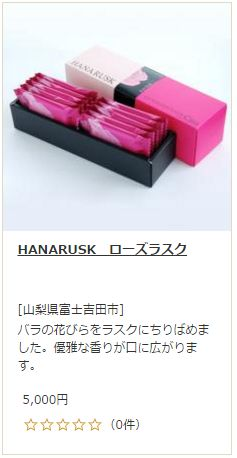 HANARUSK
HANARUSK　ローズラスク
[山梨県富士吉田市]
バラの花びらをラスクにちりばめま
した。優雅な香りが口に広がりま
す。
5,000円
☆☆☆☆☆（0件）